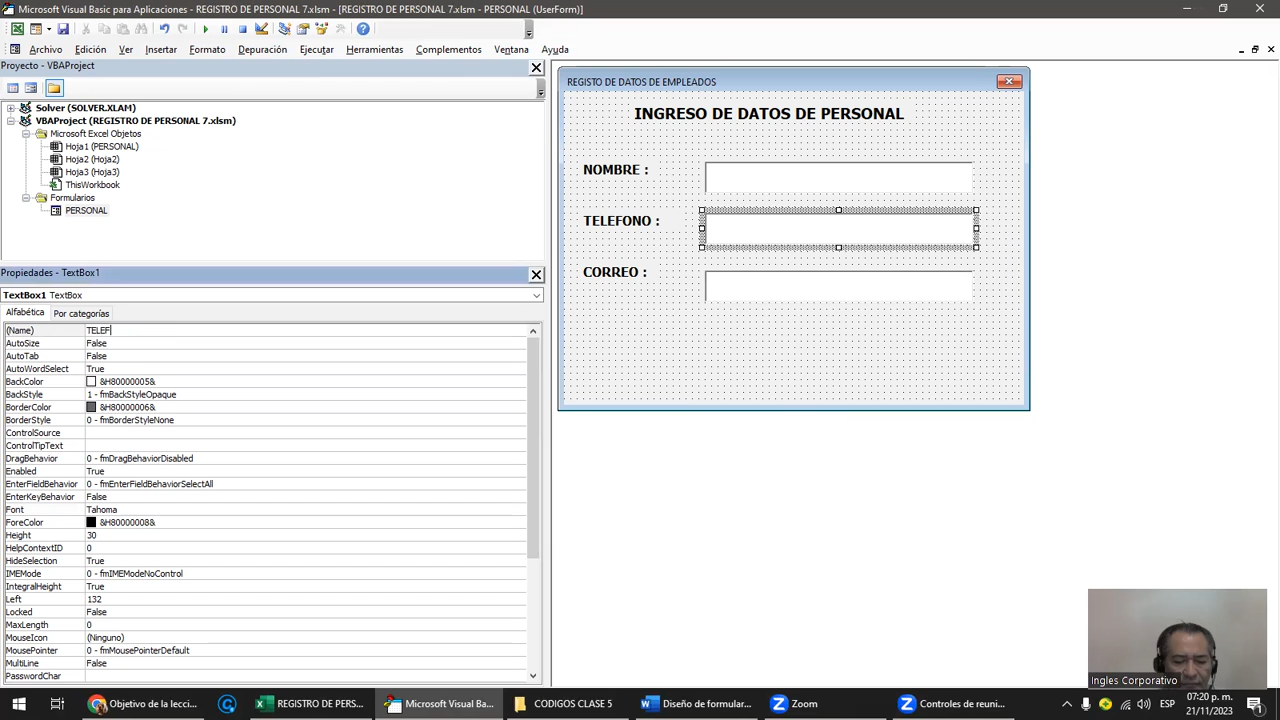 Microsoft Visual Basic para Aplicaciones - REGISTRO DE PERSONAL 7.xlsm - [REGISTRO DE PERSONAL 7.xlsm - PERSONAL (UserForm)]
Archivo Edición Ver Insertar Formato Depuración Ejecutar Herramientas Complementos Ventana Ayuda
Proyecto - VBAProject
Solver (SOLVER.XLAM)
VBAProject (REGISTRO DE PERSONAL 7.xlsm)
Microsoft Excel Objetos
Hoja1 (PERSONAL)
Hoja2 (Hoja2)
Hoja3 (Hoja3)
ThisWorkbook
Formularios
PERSONAL
Propiedades - TextBox1
TextBox1 TextBox
Alfabética Por categorías
(Name) TELEF
AutoSize False
AutoTab False
AutoWordSelect True
BackColor &H80000005&
BackStyle 1 - fmBackStyleOpaque
BorderColor &H80000006&
BorderStyle 0 - fmBorderStyleNone
ControlSource
ControlTipText
DragBehavior 0 - fmDragBehaviorDisabled
Enabled True
EnterFieldBehavior 0 - fmEnterFieldBehaviorSelectAll
EnterKeyBehavior False
Font Tahoma
ForeColor &H80000008&
Height 30
HelpContextID 0
HideSelection True
IMEMode 0 - fmIMEModeNoControl
IntegralHeight True
Left 132
Locked False
MaxLength 0
MouseIcon (Ninguno)
MousePointer 0 - fmMousePointerDefault
MultiLine False
PasswordChar
REGISTO DE DATOS DE EMPLEADOS
INGRESO DE DATOS DE PERSONAL
NOMBRE :
TELEFONO :
CORREO :
Ingles Corporativo
Objetivo de la lecci... REGISTRO DE PERS... Microsoft Visual Ba... CODIGOS CLASE 5 Diseño de formular... Zoom Controles de reuni... ESP 07:20 p. m.
21/11/2023